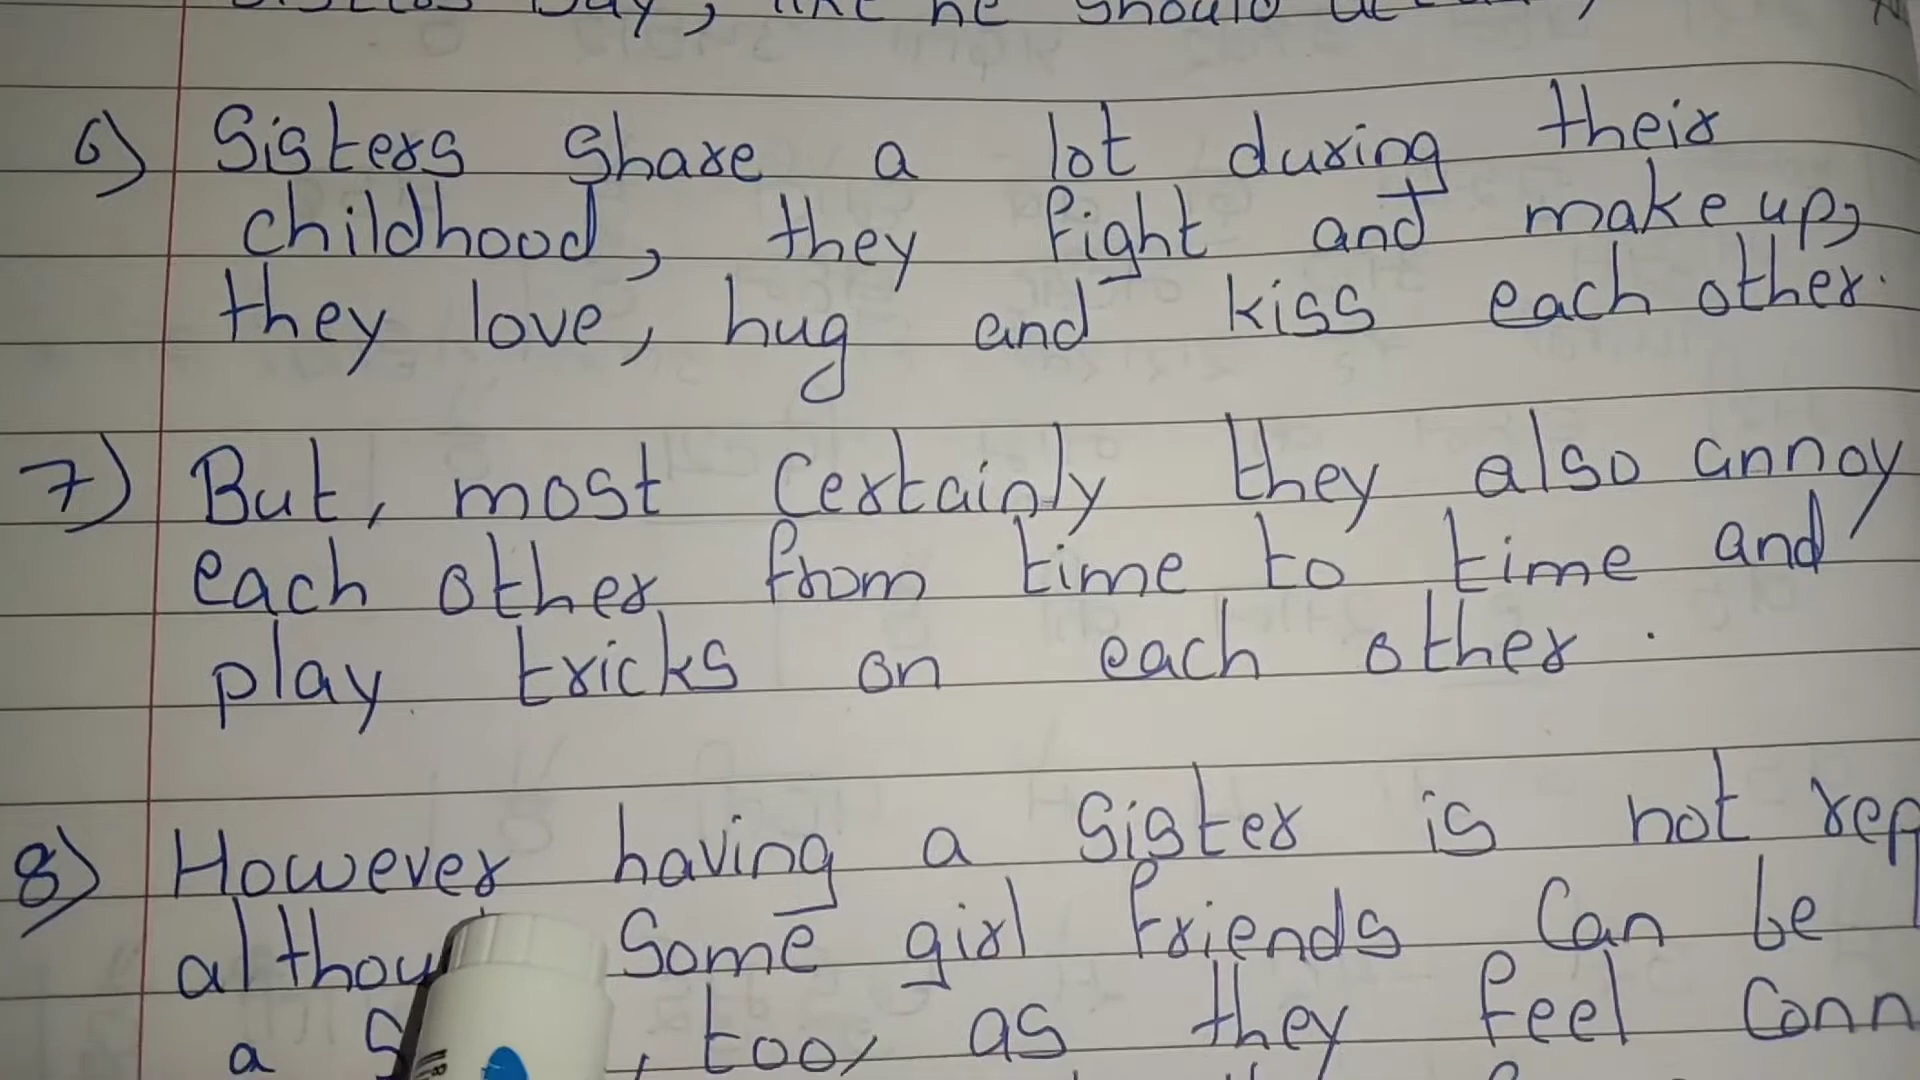 6) Sisters share a lot during their
childhood, they fight and make up,
they love, hug and kiss each other.
7) But, most certainly they also annoy
each other from time to time and
play tricks on each other.
8) However having a sister is not
some girl friends can be
a , too, as they feel